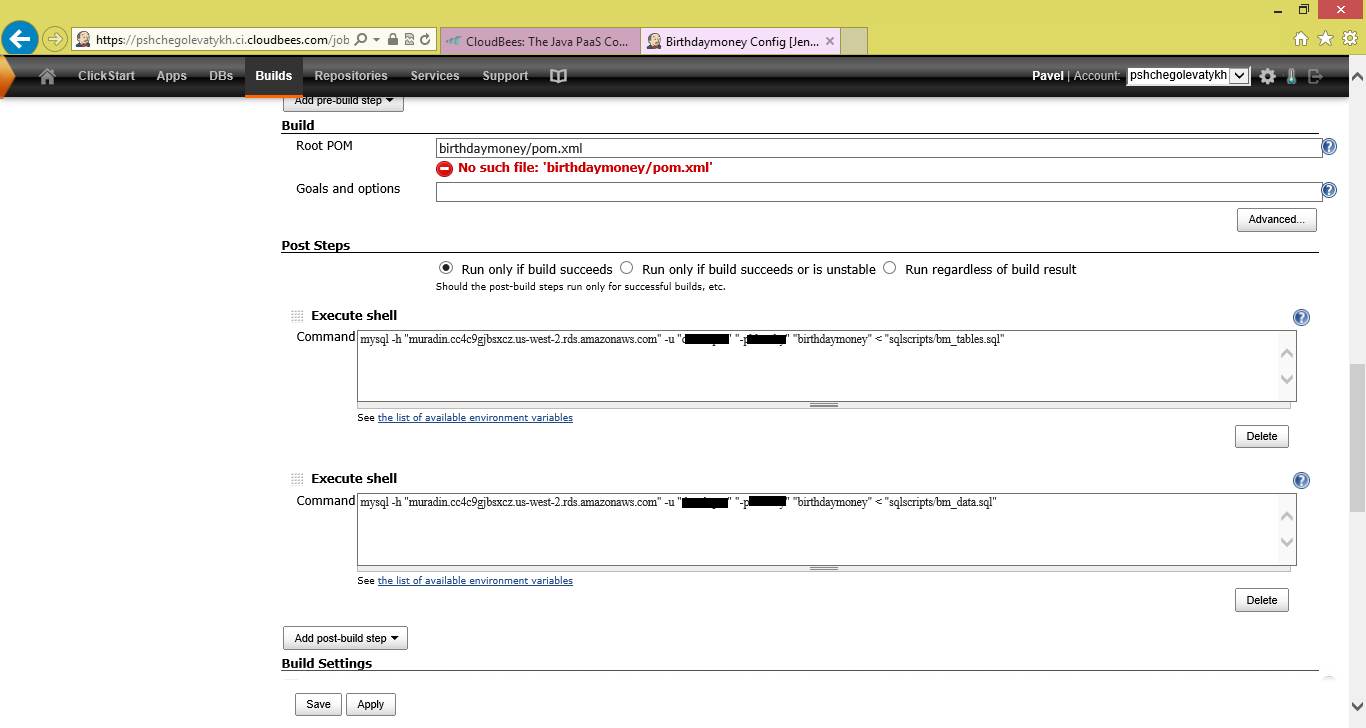 https://pshchegolevatykh.ci.cloudbees.com/job
CloudBees: The Java PaaS Co...
Birthdaymoney Config [Jen...
ClickStart Apps DBs Builds Repositories Services Support
Pavel | Account: pshchegolevatykh
Add pre-build step
Build
Root POM birthdaymoney/pom.xml
No such file: 'birthdaymoney/pom.xml'
Goals and options
Advanced...
Post Steps
Run only if build succeeds Run only if build succeeds or is unstable Run regardless of build result
Should the post-build steps run only for successful builds, etc.
Execute shell
Command mysql -h "muradin.cc4c9gjbsxcz.us-west-2.rds.amazonaws.com" -u " " "-p " "birthdaymoney" < "sqlscripts/bm_tables.sql"
See the list of available environment variables
Delete
Execute shell
Command mysql -h "muradin.cc4c9gjbsxcz.us-west-2.rds.amazonaws.com" -u " " "-p " "birthdaymoney" < "sqlscripts/bm_data.sql"
See the list of available environment variables
Delete
Add post-build step
Build Settings
Save Apply